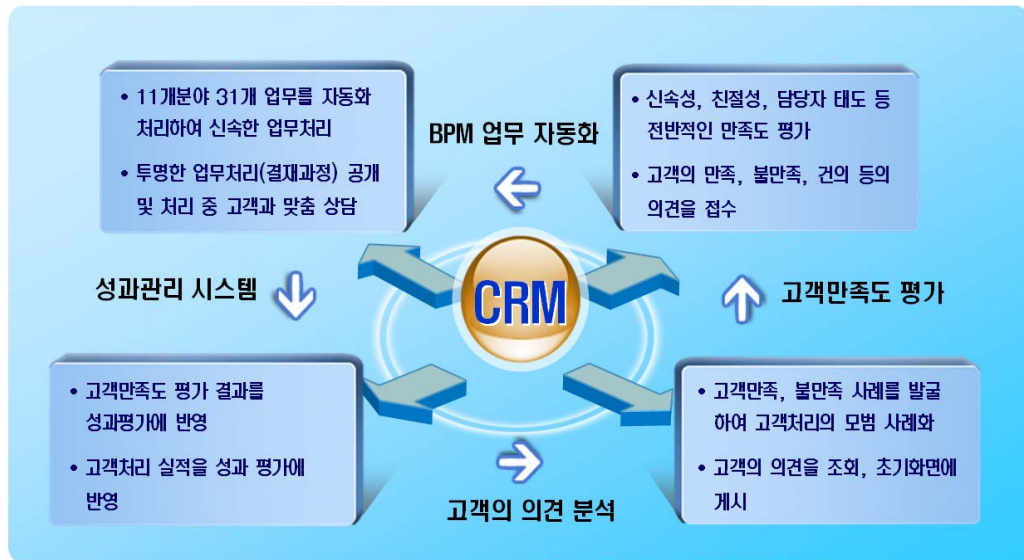 • 11개분야 31개 업무를 자동화
처리하여 신속한 업무처리
• 투명한 업무처리(결재과정) 공개
및 처리 중 고객과 맞춤 상담
BPM 업무 자동화
• 신속성, 친절성, 담당자 태도 등
전반적인 만족도 평가
• 고객의 만족, 불만족, 건의 등의
의견을 접수
성과관리 시스템
CRM
고객만족도 평가
• 고객만족도 평가 결과를
성과평가에 반영
• 고객처리 실적을 성과 평가에
반영
고객의 의견 분석
• 고객만족, 불만족 사례를 발굴
하여 고객처리의 모범 사례화
• 고객의 의견을 조회, 초기화면에
게시